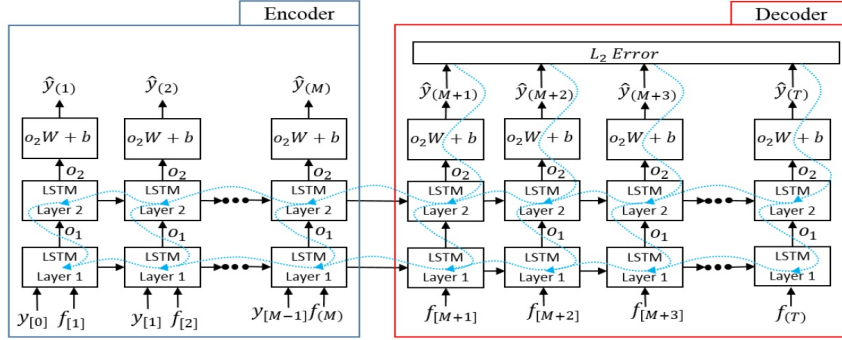 Encoder
Decoder
L₂ Error
ŷ₍₁₎ ŷ₍₂₎ ŷ₍M₎ ŷ₍M+1₎ ŷ₍M+2₎ ŷ₍M+3₎ ŷ₍T₎
o₂W + b o₂W + b o₂W + b o₂W + b o₂W + b o₂W + b o₂W + b
o₂ o₂ o₂ o₂ o₂ o₂ o₂
LSTM LSTM LSTM LSTM LSTM LSTM LSTM
Layer 2 Layer 2 Layer 2 Layer 2 Layer 2 Layer 2 Layer 2
o₁ o₁ o₁ o₁ o₁ o₁ o₁
LSTM LSTM LSTM LSTM LSTM LSTM LSTM
Layer 1 Layer 1 Layer 1 Layer 1 Layer 1 Layer 1 Layer 1
y[0] f[1] y[1] f[2] y[M−1] f(M) f[M+1] f[M+2] f[M+3] f(T)